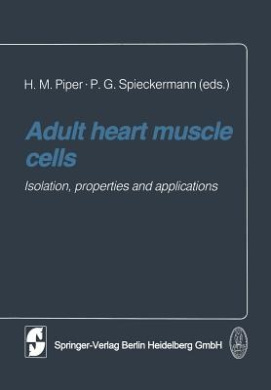 H. M. Piper · P. G. Spieckermann (eds.)
Adult heart muscle
cells
Isolation, properties and applications
Springer-Verlag Berlin Heidelberg GmbH